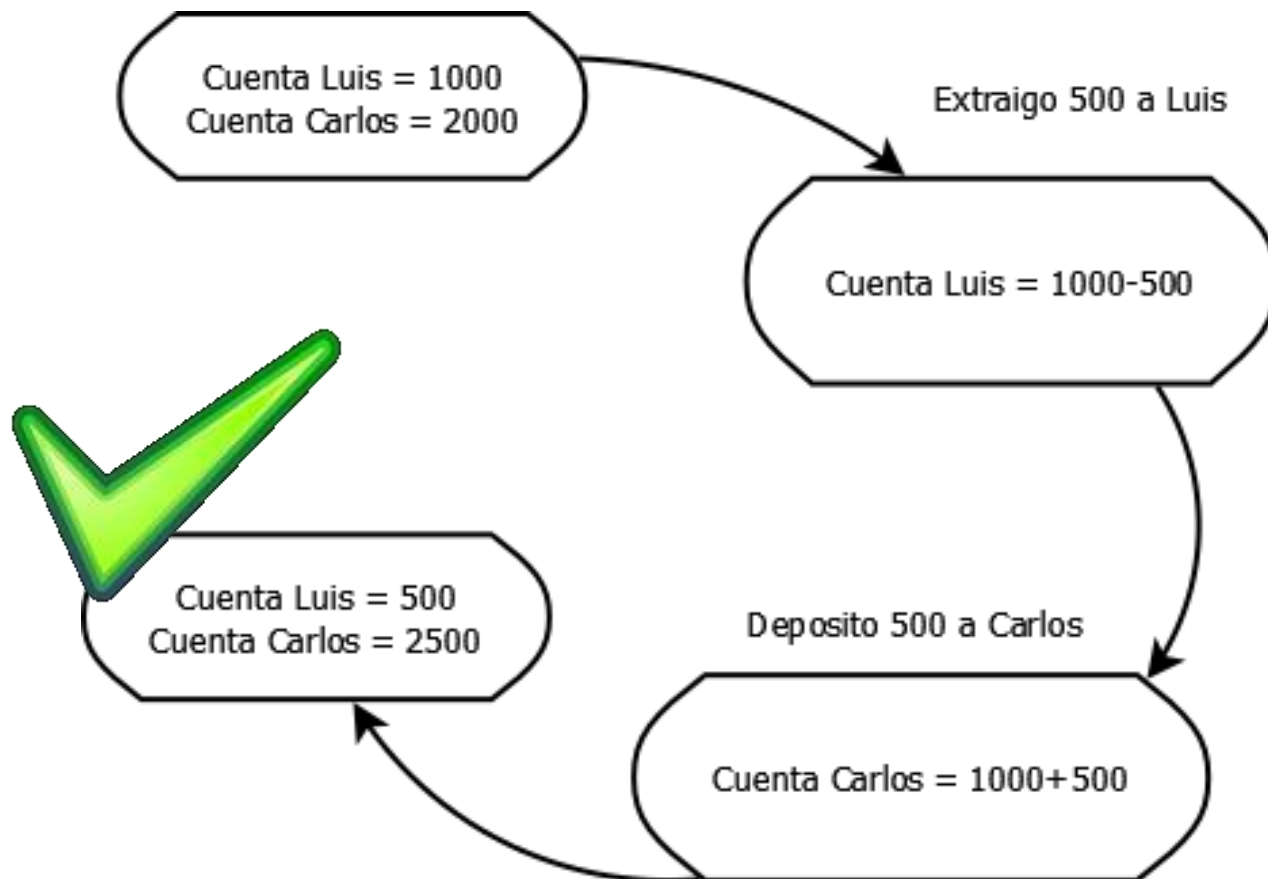 Cuenta Luis = 1000
Cuenta Carlos = 2000
Extraigo 500 a Luis
Cuenta Luis = 1000-500
Deposito 500 a Carlos
Cuenta Carlos = 1000+500
Cuenta Luis = 500
Cuenta Carlos = 2500